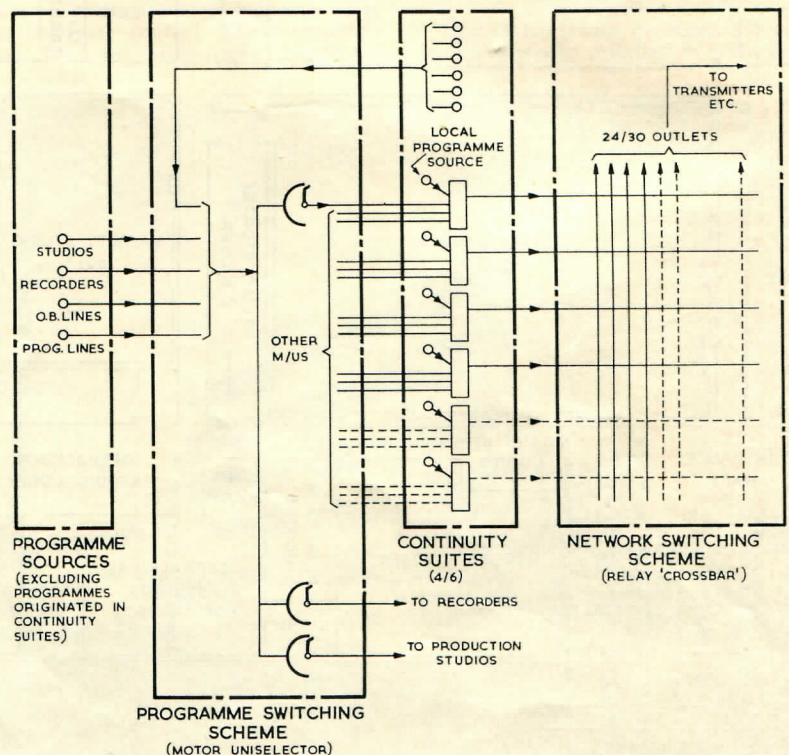 TO
TRANSMITTERS
ETC.
LOCAL
PROGRAMME
SOURCE
24/30 OUTLETS
STUDIOS
RECORDERS
O.B. LINES
PROG. LINES
OTHER
M/US
TO RECORDERS
TO PRODUCTION
STUDIOS
PROGRAMME
SOURCES
(EXCLUDING
PROGRAMMES
ORIGINATED IN
CONTINUITY
SUITES)
PROGRAMME SWITCHING
SCHEME
(MOTOR UNISELECTOR)
CONTINUITY
SUITES
(4/6)
NETWORK SWITCHING
SCHEME
(RELAY 'CROSSBAR')